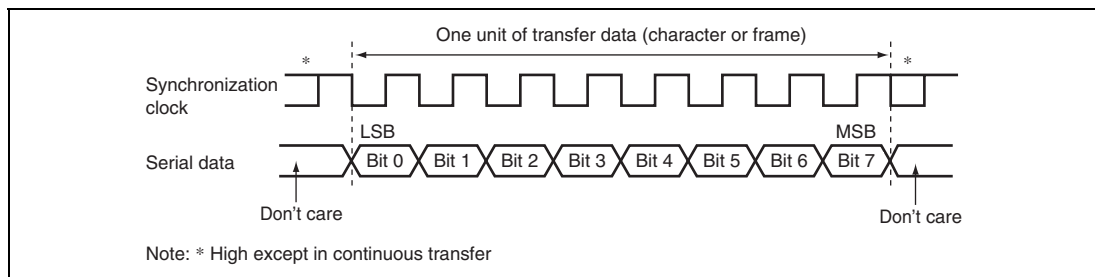 One unit of transfer data (character or frame)
* *
Synchronization
clock
LSB MSB
Serial data Bit 0 Bit 1 Bit 2 Bit 3 Bit 4 Bit 5 Bit 6 Bit 7
Don't care Don't care
Note: * High except in continuous transfer